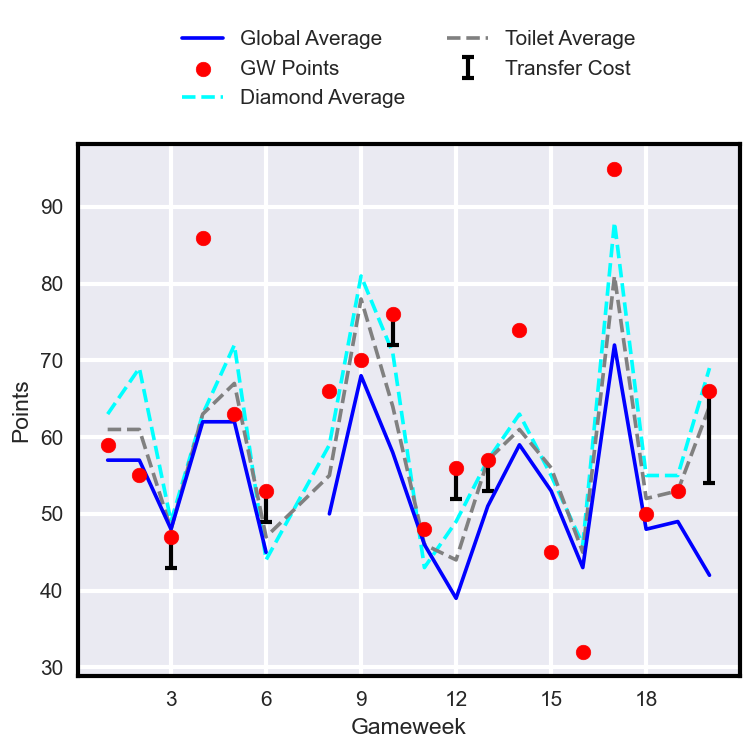 Global Average
GW Points
Diamond Average
Toilet Average
Transfer Cost
Points
90
80
70
60
50
40
30
3 6 9 12 15 18
Gameweek